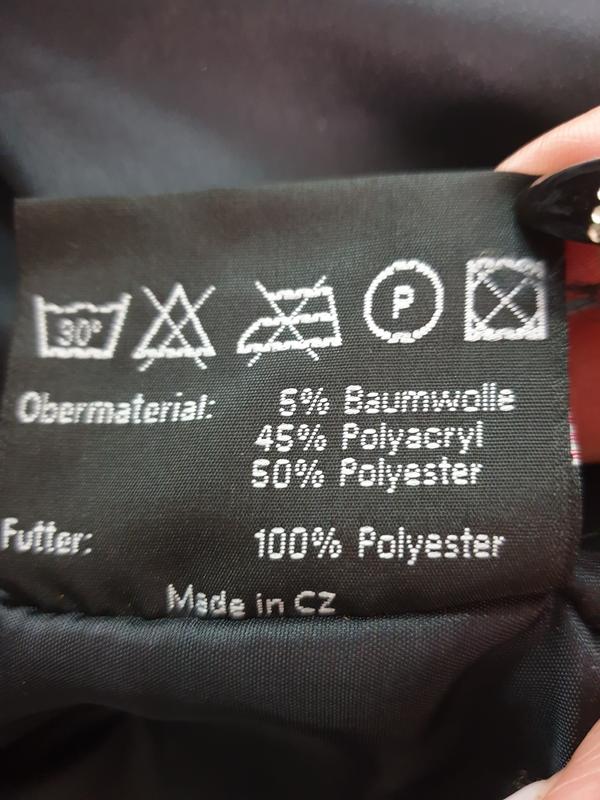 30°
P
Obermaterial: 5% Baumwolle
45% Polyacryl
50% Polyester
Futter: 100% Polyester
Made in CZ